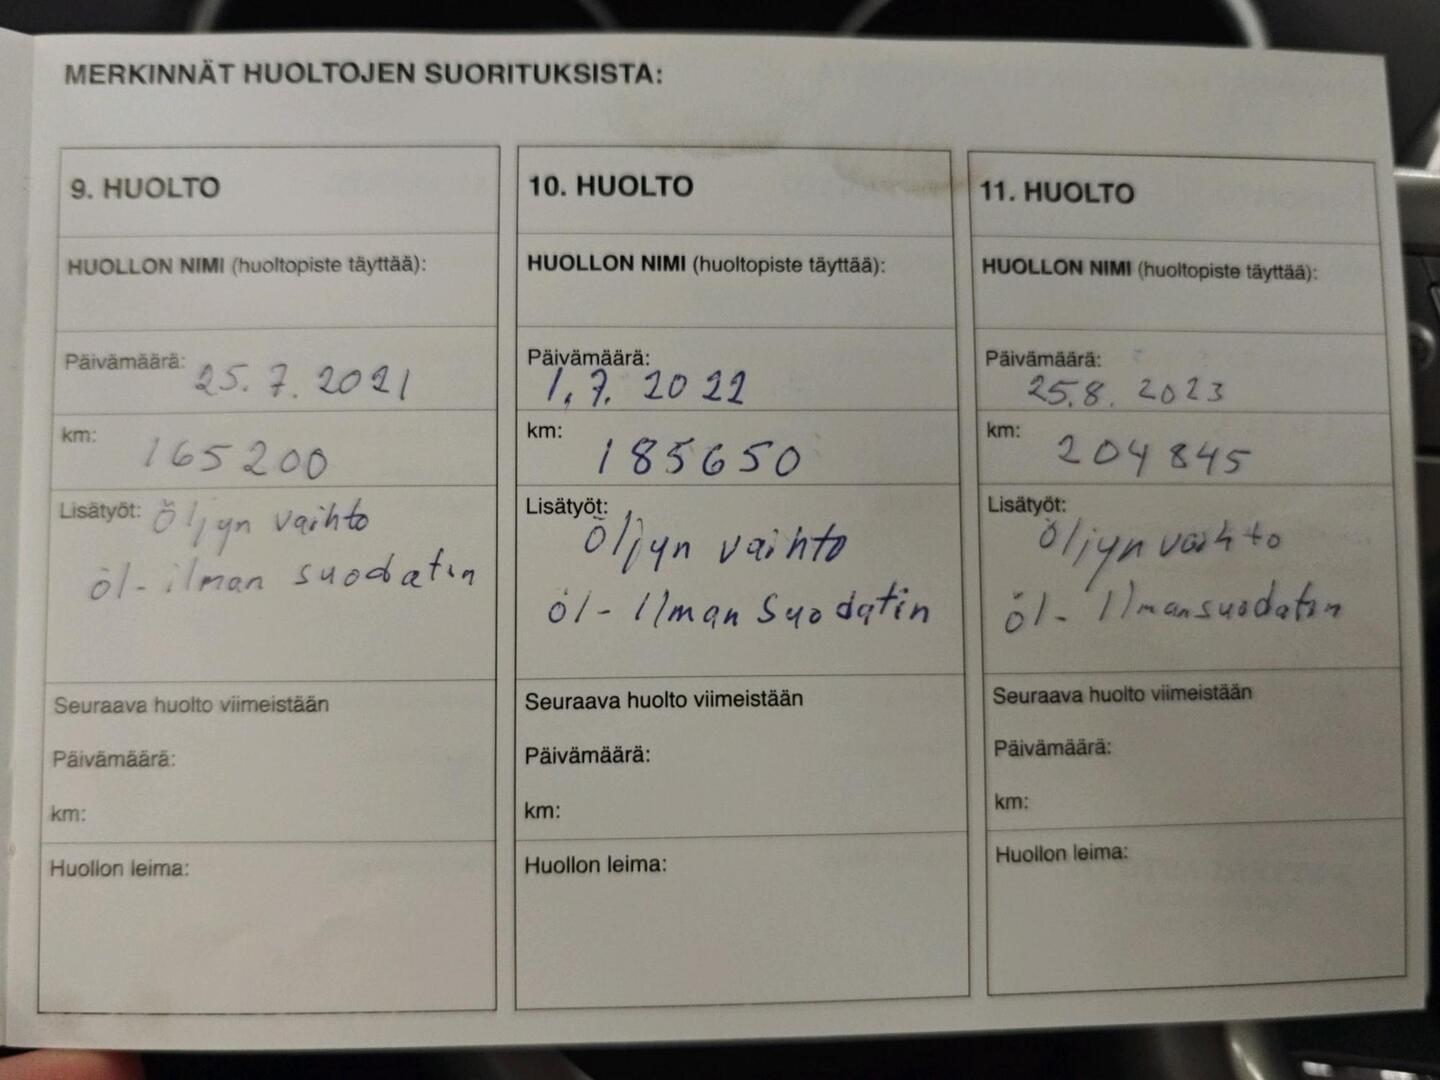 MERKINNÄT HUOLTOJEN SUORITUKSISTA:
9. HUOLTO
HUOLLON NIMI (huoltopiste täyttää):
Päivämäärä: 25.7.2021
km: 165200
Lisätyöt: Öljyn vaihto
öl-ilman suodatin
Seuraava huolto viimeistään
Päivämäärä:
km:
Huollon leima:
10. HUOLTO
HUOLLON NIMI (huoltopiste täyttää):
Päivämäärä:
1.7.2022
km: 185650
Lisätyöt:
Öljyn vaihto
öl-Ilman suodatin
Seuraava huolto viimeistään
Päivämäärä:
km:
Huollon leima:
11. HUOLTO
HUOLLON NIMI (huoltopiste täyttää):
Päivämäärä:
25.8.2023
km: 204845
Lisätyöt:
Öljyn vaihto
öl-Ilmansuodatin
Seuraava huolto viimeistään
Päivämäärä:
km:
Huollon leima: